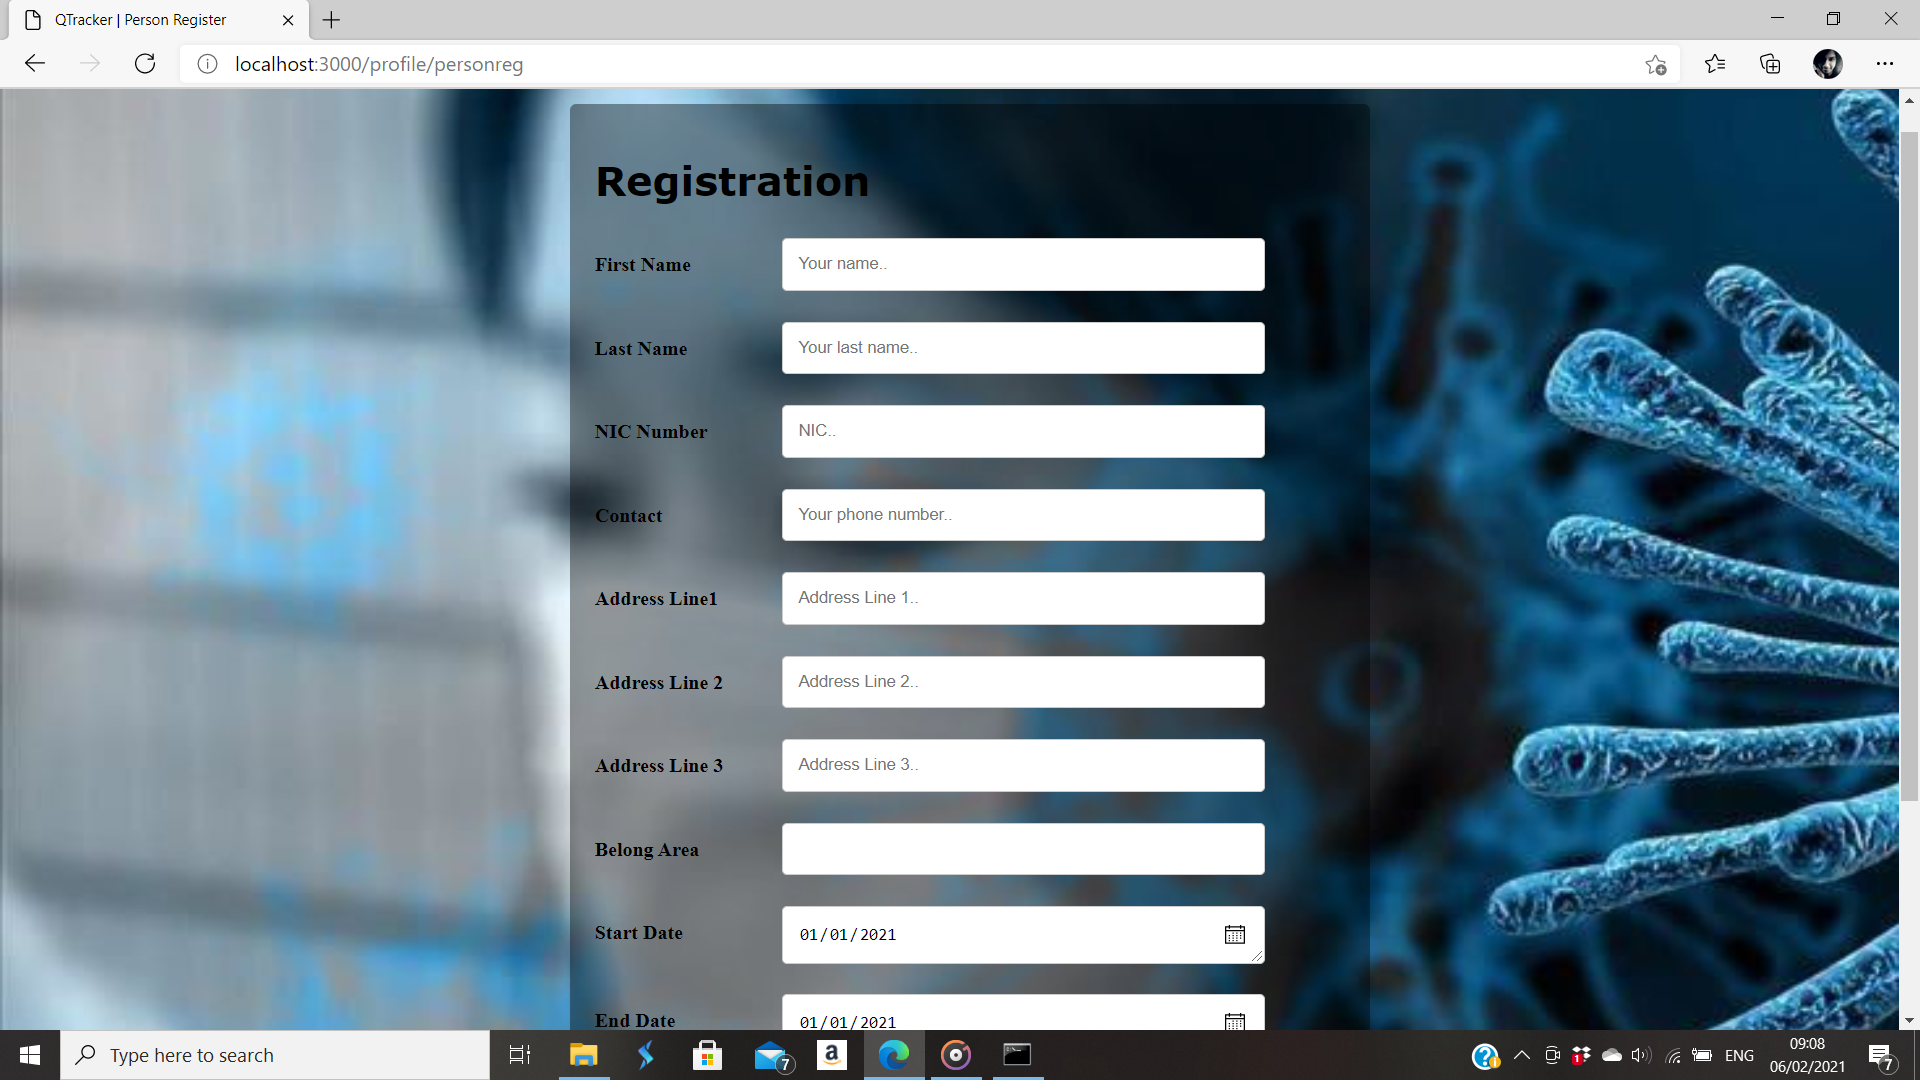 QTracker | Person Register
localhost:3000/profile/personreg
Registration
First Name
Your name..
Last Name
Your last name..
NIC Number
NIC..
Contact
Your phone number..
Address Line1
Address Line 1..
Address Line 2
Address Line 2..
Address Line 3
Address Line 3..
Belong Area
Start Date
01/01/2021
End Date
01/01/2021
Type here to search
7
a
1
ENG
09:08
06/02/2021
7